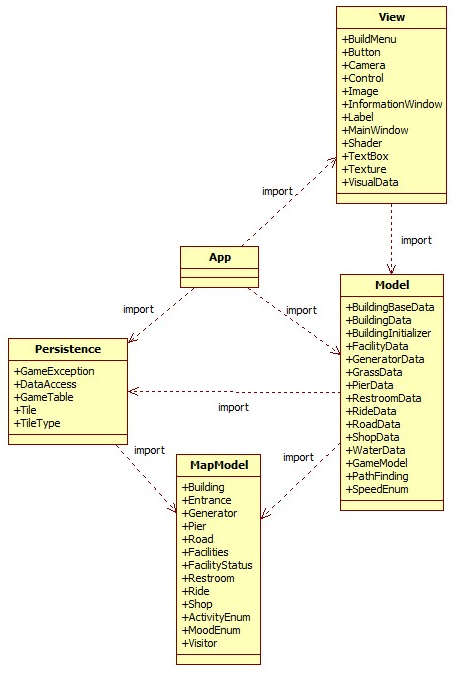 View
+BuildMenu
+Button
+Camera
+Control
+Image
+InformationWindow
+Label
+MainWindow
+Shader
+TextBox
+Texture
+VisualData
import
import
App
import
import
Model
+BuildingBaseData
+BuildingData
+BuildingInitializer
+FacilityData
+GeneratorData
+GrassData
+PierData
+RestroomData
+RideData
+RoadData
+ShopData
+WaterData
+GameModel
+PathFinding
+SpeedEnum
Persistence
+GameException
+DataAccess
+GameTable
+Tile
+TileType
import
import
import
MapModel
+Building
+Entrance
+Generator
+Pier
+Road
+Facilities
+FacilityStatus
+Restroom
+Ride
+Shop
+ActivityEnum
+MoodEnum
+Visitor